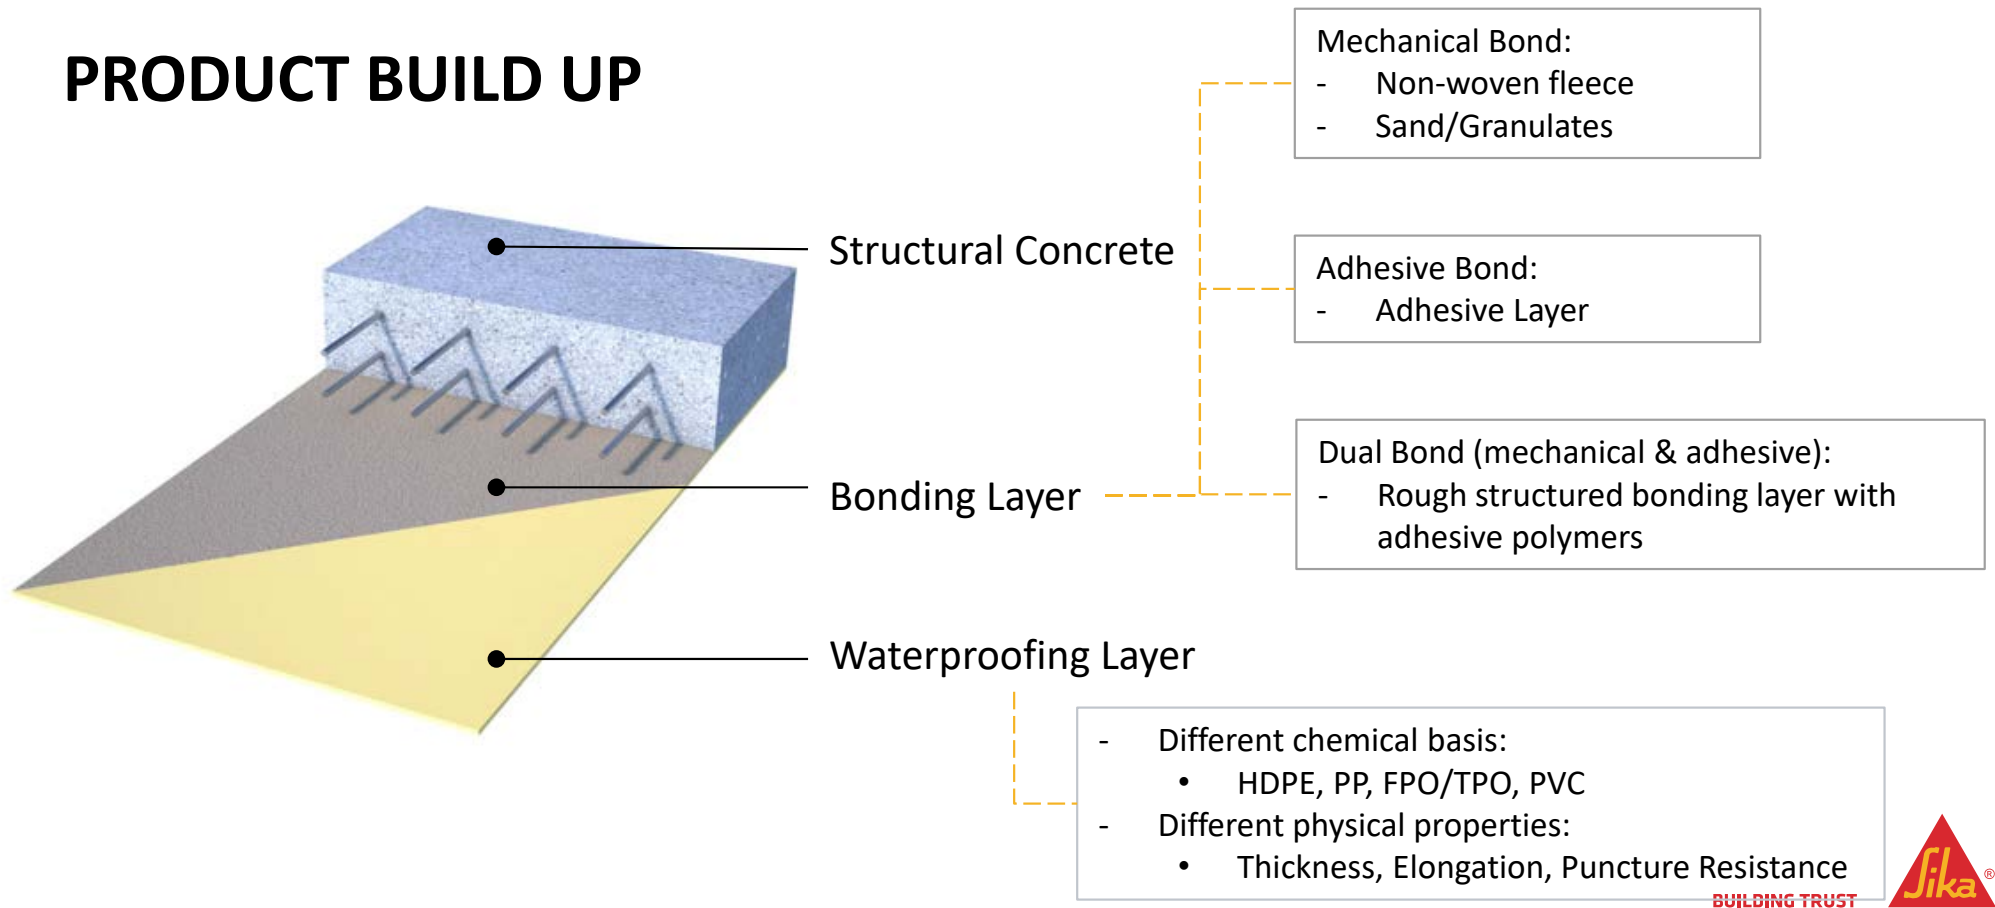 PRODUCT BUILD UP
Mechanical Bond:
- Non-woven fleece
- Sand/Granulates
Structural Concrete
Adhesive Bond:
- Adhesive Layer
Bonding Layer
Dual Bond (mechanical & adhesive):
- Rough structured bonding layer with
adhesive polymers
Waterproofing Layer
- Different chemical basis:
• HDPE, PP, FPO/TPO, PVC
- Different physical properties:
• Thickness, Elongation, Puncture Resistance
BUILDING TRUST
Sika®